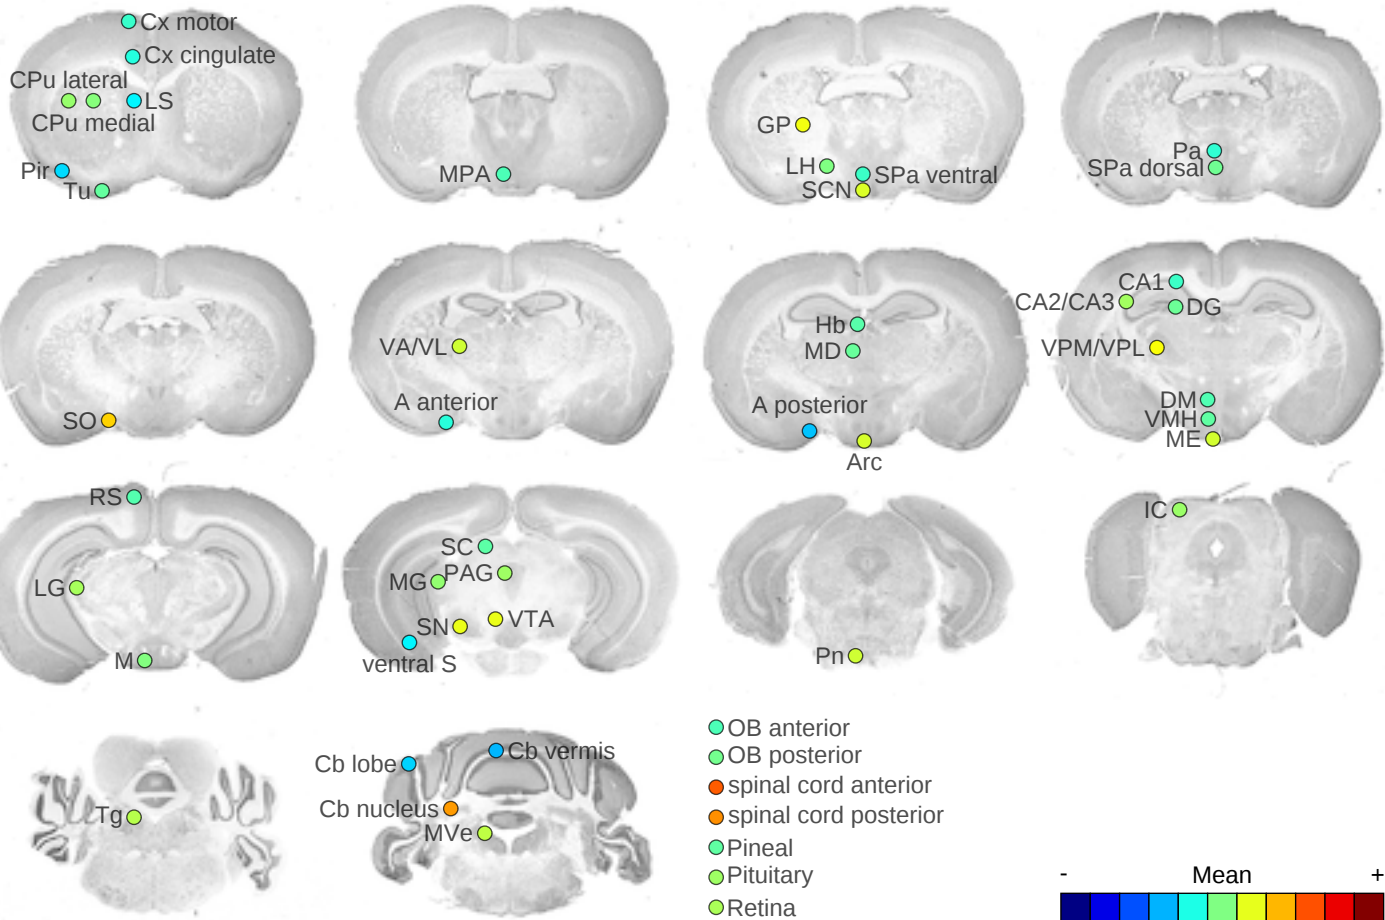 Cx motor
Cx cingulate
CPu lateral
LS
CPu medial
Pir
Tu
MPA
GP
LH
SPa ventral
SCN
Pa
SPa dorsal
SO
VA/VL
A anterior
Hb
MD
A posterior
Arc
CA1
CA2/CA3
DG
VPM/VPL
DM
VMH
ME
RS
LG
M
SC
MG
PAG
SN
VTA
ventral S
Pn
IC
Tg
Cb lobe
Cb vermis
Cb nucleus
MVe
OB anterior
OB posterior
spinal cord anterior
spinal cord posterior
Pineal
Pituitary
Retina
- Mean +